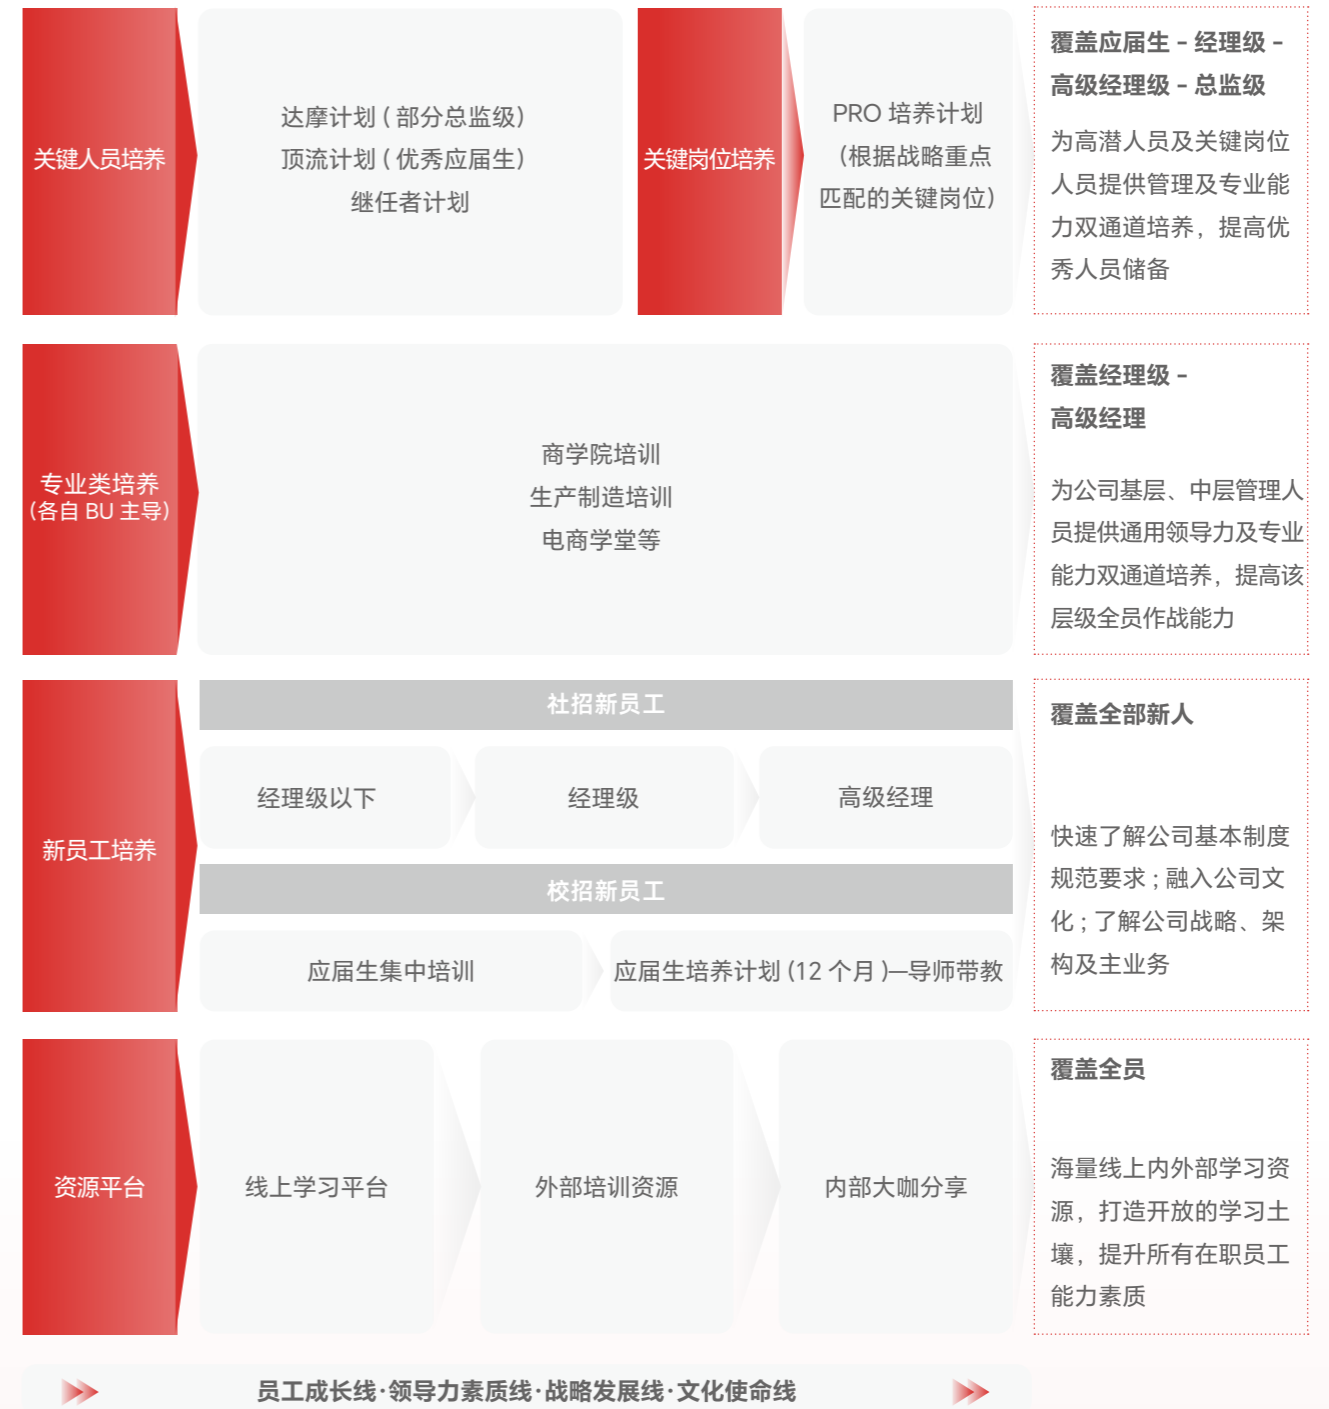 关键人员培养
达摩计划 ( 部分总监级)
顶流计划 ( 优秀应届生)
继任者计划
关键岗位培养
PRO 培养计划
（根据战略重点
匹配的关键岗位)
覆盖应届生 - 经理级 -
高级经理级 - 总监级
为高潜人员及关键岗位
人员提供管理及专业能
力双通道培养，提高优
秀人员储备
专业类培养
(各自 BU 主导)
商学院培训
生产制造培训
电商学堂等
覆盖经理级 -
高级经理
为公司基层、中层管理人
员提供通用领导力及专业
能力双通道培养，提高该
层级全员作战能力
新员工培养
社招新员工
经理级以下
经理级
高级经理
校招新员工
应届生集中培训
应届生培养计划 (12 个月 )—导师带教
覆盖全部新人
快速了解公司基本制度
规范要求 ; 融入公司文
化 ; 了解公司战略、架
构及主业务
资源平台
线上学习平台
外部培训资源
内部大咖分享
覆盖全员
海量线上内外部学习资
源，打造开放的学习土
壤，提升所有在职员工
能力素质
员工成长线·领导力素质线·战略发展线·文化使命线